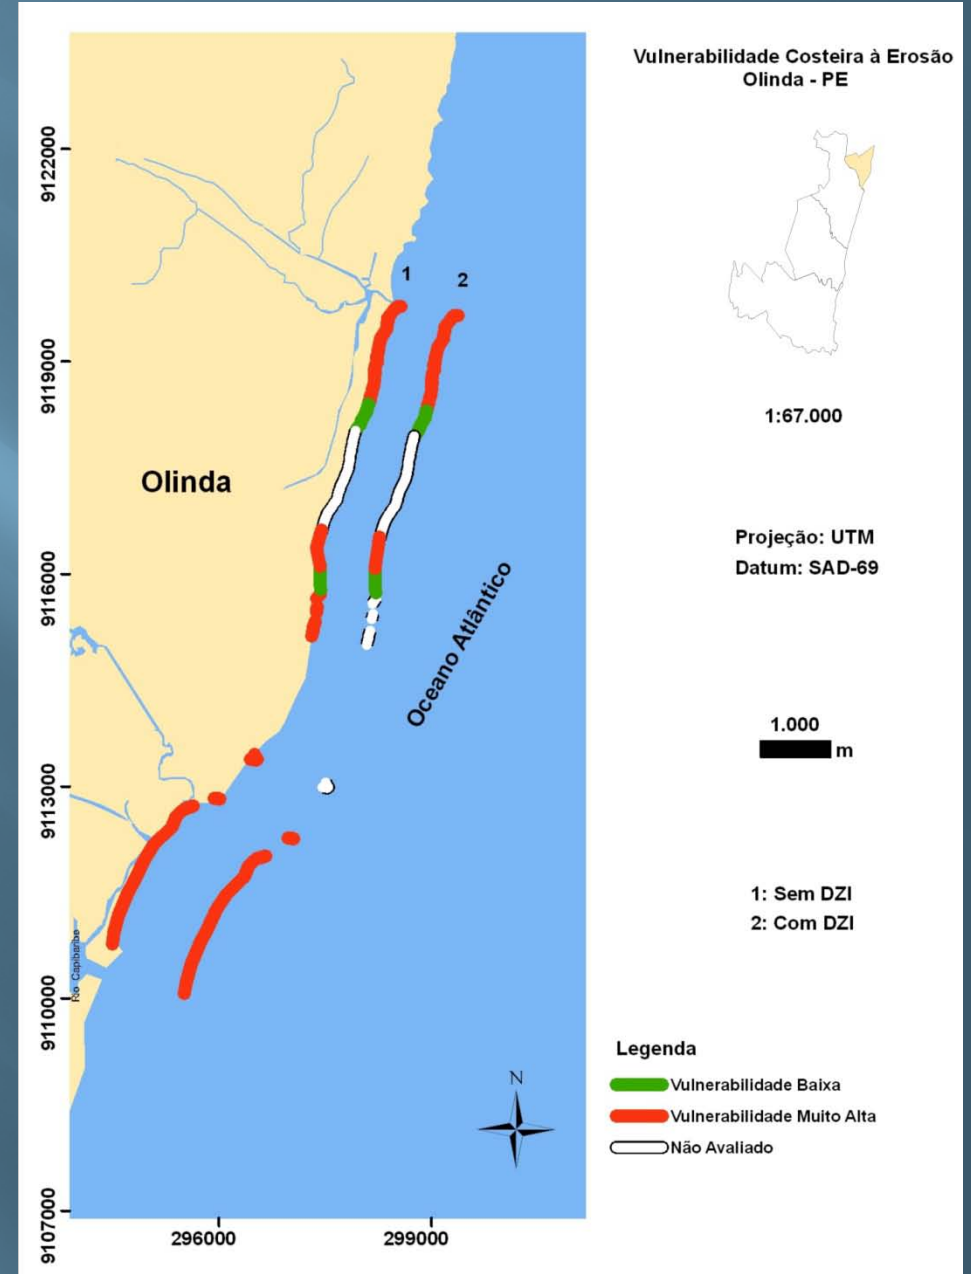 Vulnerabilidade Costeira à Erosão
Olinda - PE
9122000
9119000
9116000
9113000
9110000
9107000
296000
299000
1
2
Olinda
Oceano Atlântico
Rio Capibaribe
N
1:67.000
Projeção: UTM
Datum: SAD-69
1.000
m
1: Sem DZI
2: Com DZI
Legenda
Vulnerabilidade Baixa
Vulnerabilidade Muito Alta
Não Avaliado